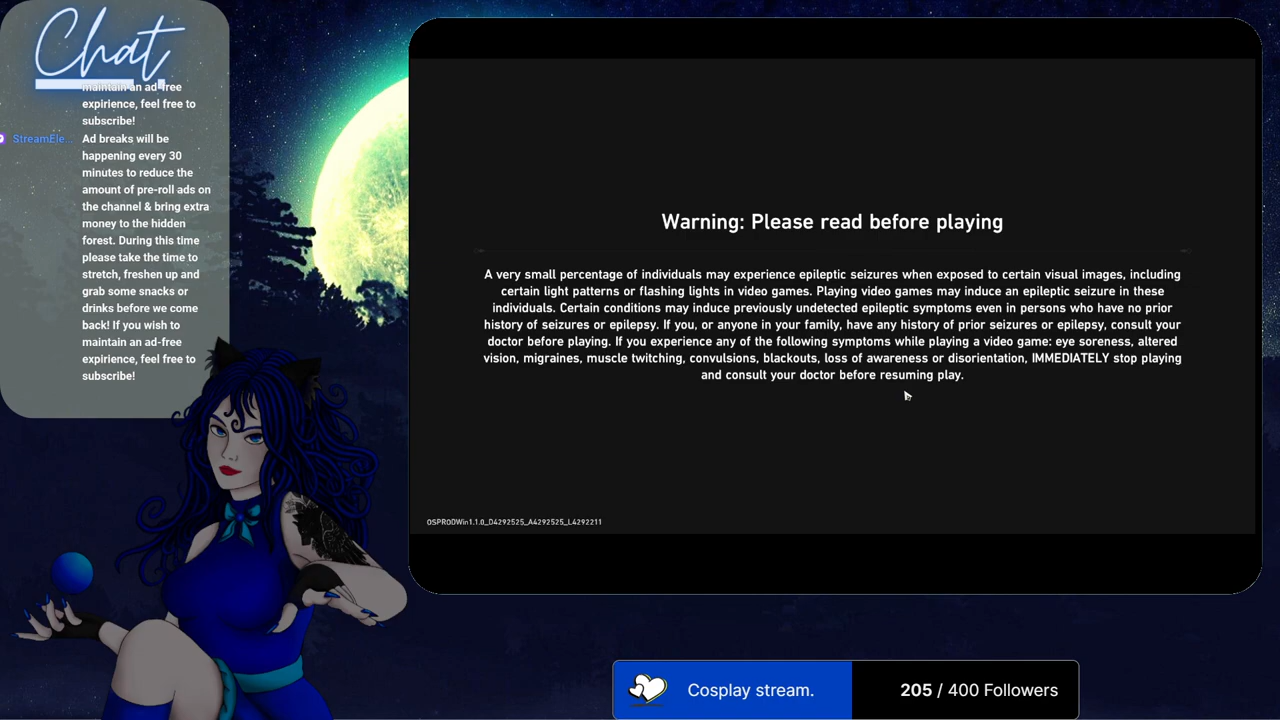 Chat
maintain an ad-free
expirience, feel free to
subscribe!
StreamEle...
Ad breaks will be
happening every 30
minutes to reduce the
amount of pre-roll ads on
the channel & bring extra
money to the hidden
forest. During this time
please take the time to
stretch, freshen up and
grab some snacks or
drinks before we come
back! If you wish to
maintain an ad-free
expirience, feel free to
subscribe!
Warning: Please read before playing
A very small percentage of individuals may experience epileptic seizures when exposed to certain visual images, including
certain light patterns or flashing lights in video games. Playing video games may induce an epileptic seizure in these
individuals. Certain conditions may induce previously undetected epileptic symptoms even in persons who have no prior
history of seizures or epilepsy. If you, or anyone in your family, have any history of prior seizures or epilepsy, consult your
doctor before playing. If you experience any of the following symptoms while playing a video game: eye soreness, altered
vision, migraines, muscle twitching, convulsions, blackouts, loss of awareness or disorientation, IMMEDIATELY stop playing
and consult your doctor before resuming play.
OSPRODWin1.1.0_D4292525_A4292525_L4292211
Cosplay stream.
205 / 400 Followers